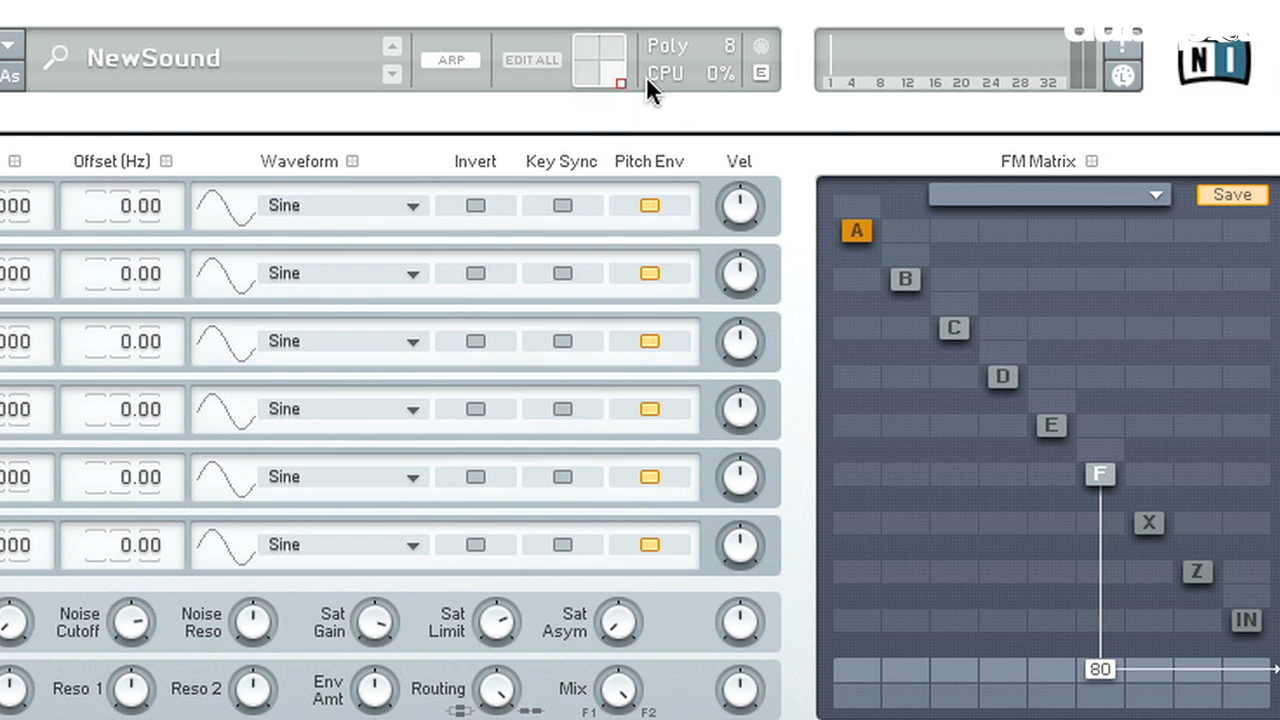 NewSound
ARP
EDIT ALL
Poly 8
CPU 0%
E
As
1 4 8 12 16 20 24 28 32
!
L
NI
Offset (Hz)
Waveform
Invert
Key Sync
Pitch Env
Vel
FM Matrix
Save
000 0.00 Sine
000 0.00 Sine
000 0.00 Sine
000 0.00 Sine
000 0.00 Sine
000 0.00 Sine
A
B
C
D
E
F
X
Z
IN
80
Noise Cutoff
Noise Reso
Sat Gain
Sat Limit
Sat Asym
Reso 1
Reso 2
Env Amt
Routing
Mix
F1 F2